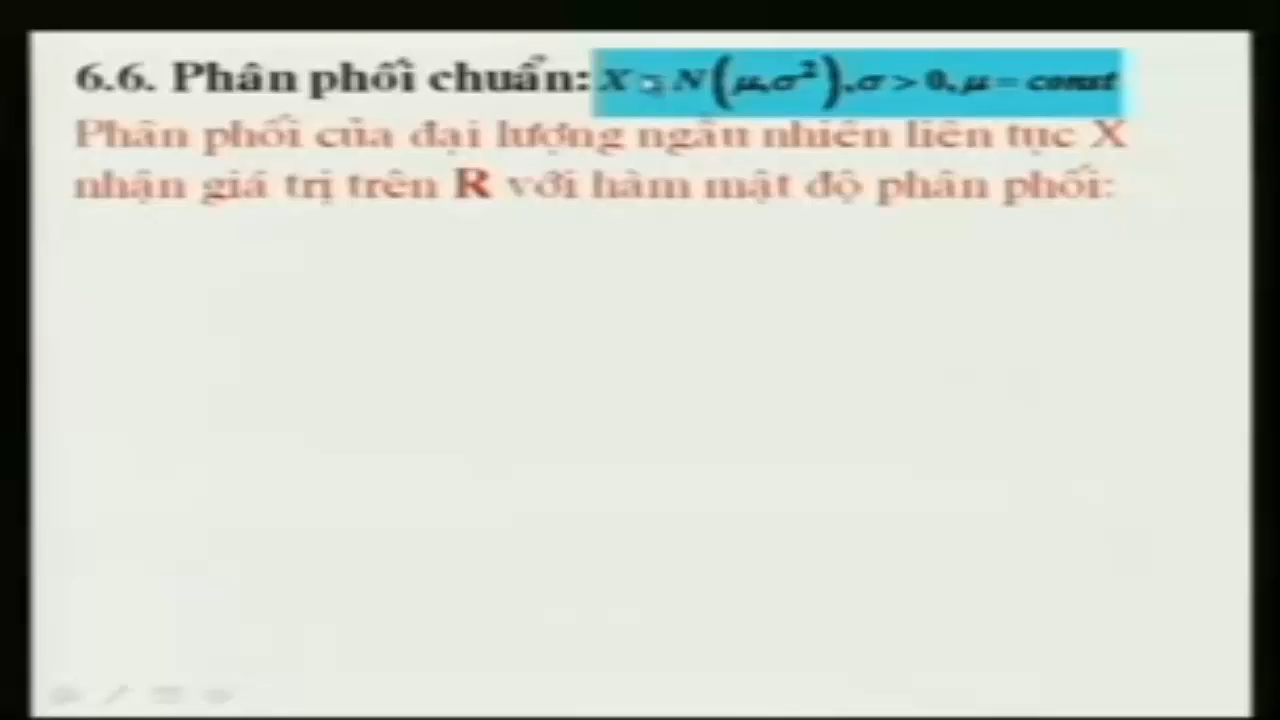 6.6. Phân phối chuẩn: X ~ N(μ,σ²), σ > 0, μ − const
Phân phối của đại lượng ngẫu nhiên liên tục X
nhận giá trị trên R với hàm mật độ phân phối: